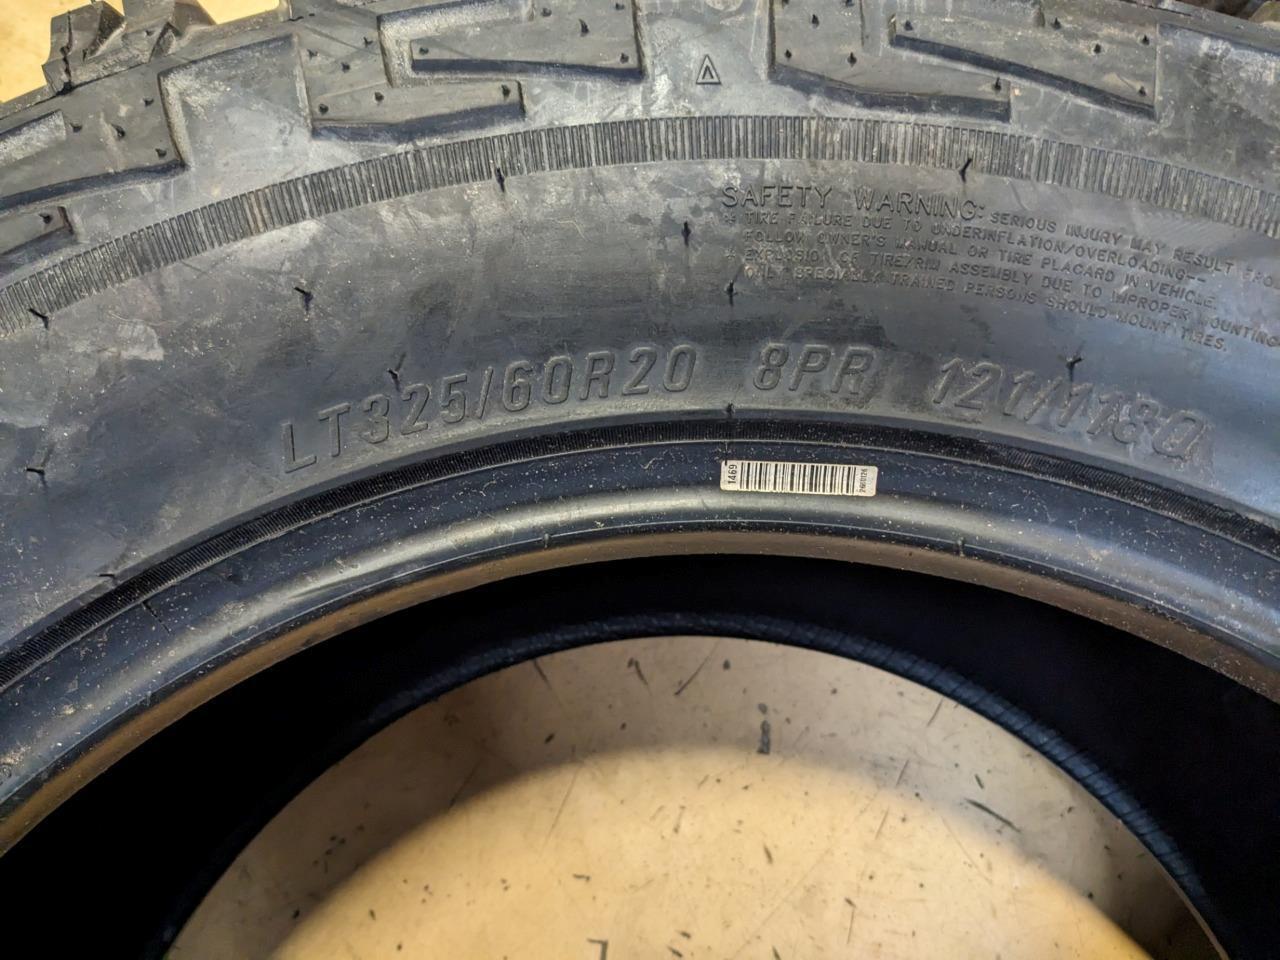 SAFETY WARNING: SERIOUS INJURY MAY RESULT FROM
TIRE FAILURE DUE TO UNDERINFLATION/OVERLOADING--
FOLLOW OWNER'S MANUAL OR TIRE PLACARD IN VEHICLE.
EXPLOSION OF TIRE/RIM ASSEMBLY DUE TO IMPROPER MOUNTING
ONLY SPECIALLY TRAINED PERSONS SHOULD MOUNT TIRES.
LT325/60R20 8PR 121/118Q
1469